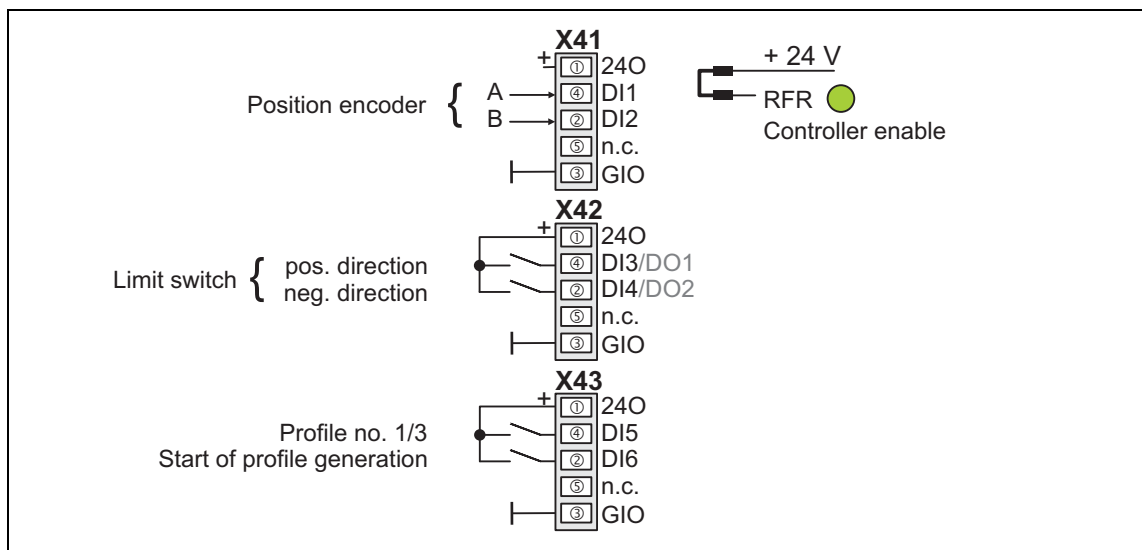 X41
+ ① 24O
Position encoder { A ④ DI1
B ② DI2
⑤ n.c.
③ GIO
+ 24 V
RFR
Controller enable
X42
+ ① 24O
Limit switch { pos. direction ④ DI3/DO1
neg. direction ② DI4/DO2
⑤ n.c.
③ GIO
X43
+ ① 24O
Profile no. 1/3 ④ DI5
Start of profile generation ② DI6
⑤ n.c.
③ GIO